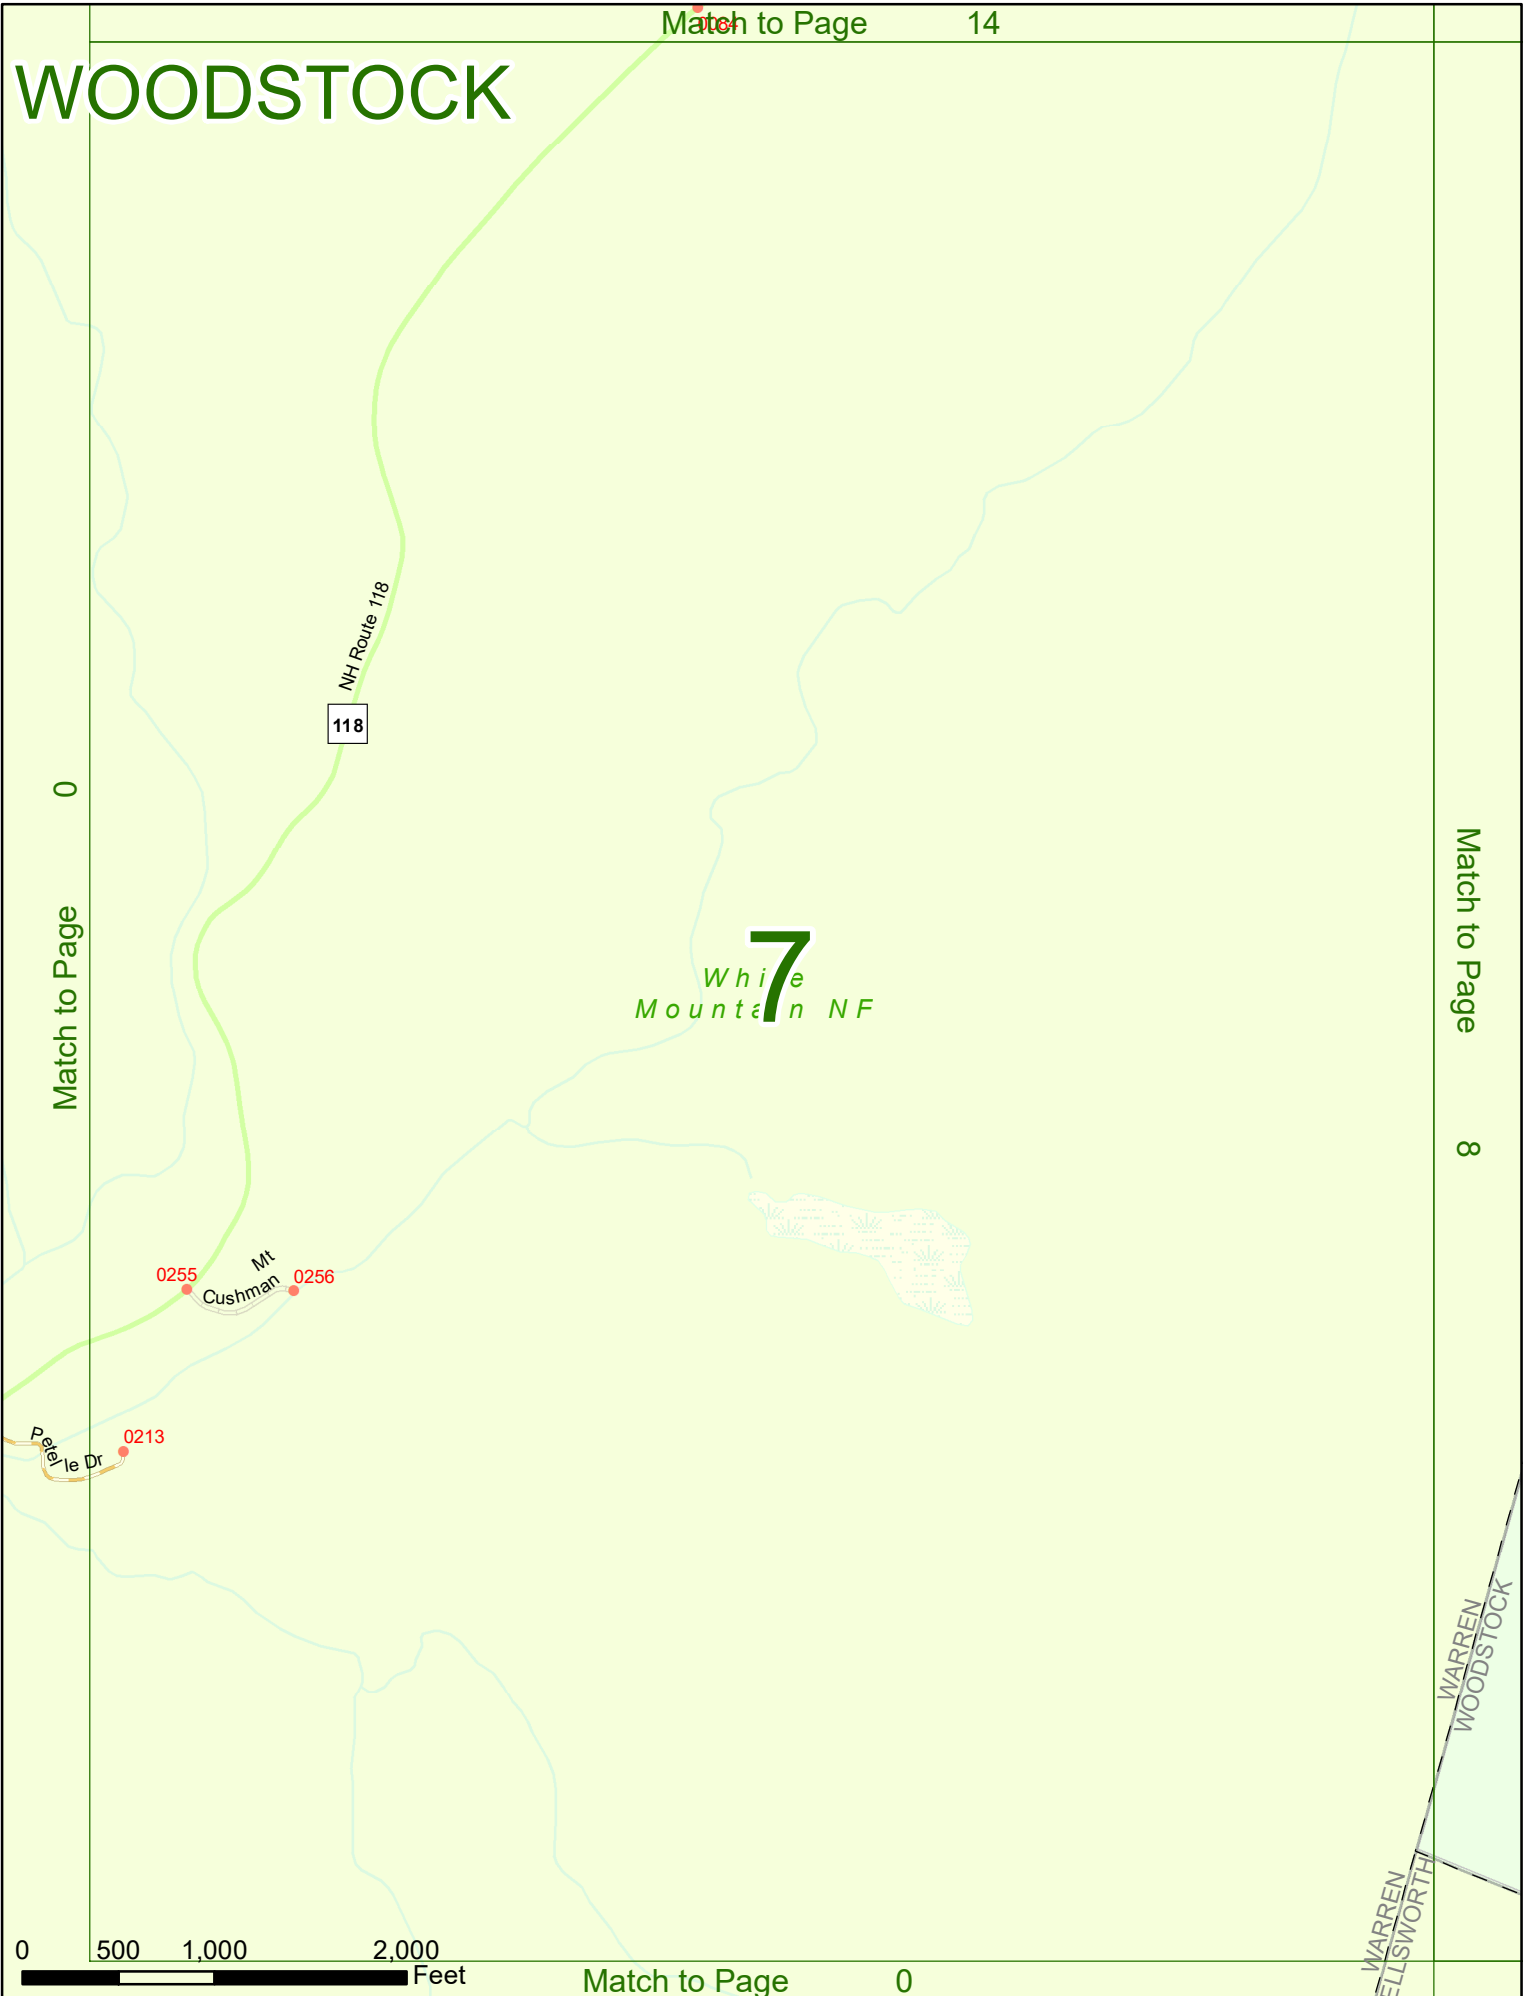 Match to Page 14
0084
WOODSTOCK
NH Route 118
118
Match to Page 0
Match to Page 8
7
White
Mountain NF
0255
Mt
Cushman
0256
Petelle Dr
0213
WARREN
WOODSTOCK
WARREN
ELLSWORTH
0 500 1,000 2,000
Feet
Match to Page 0